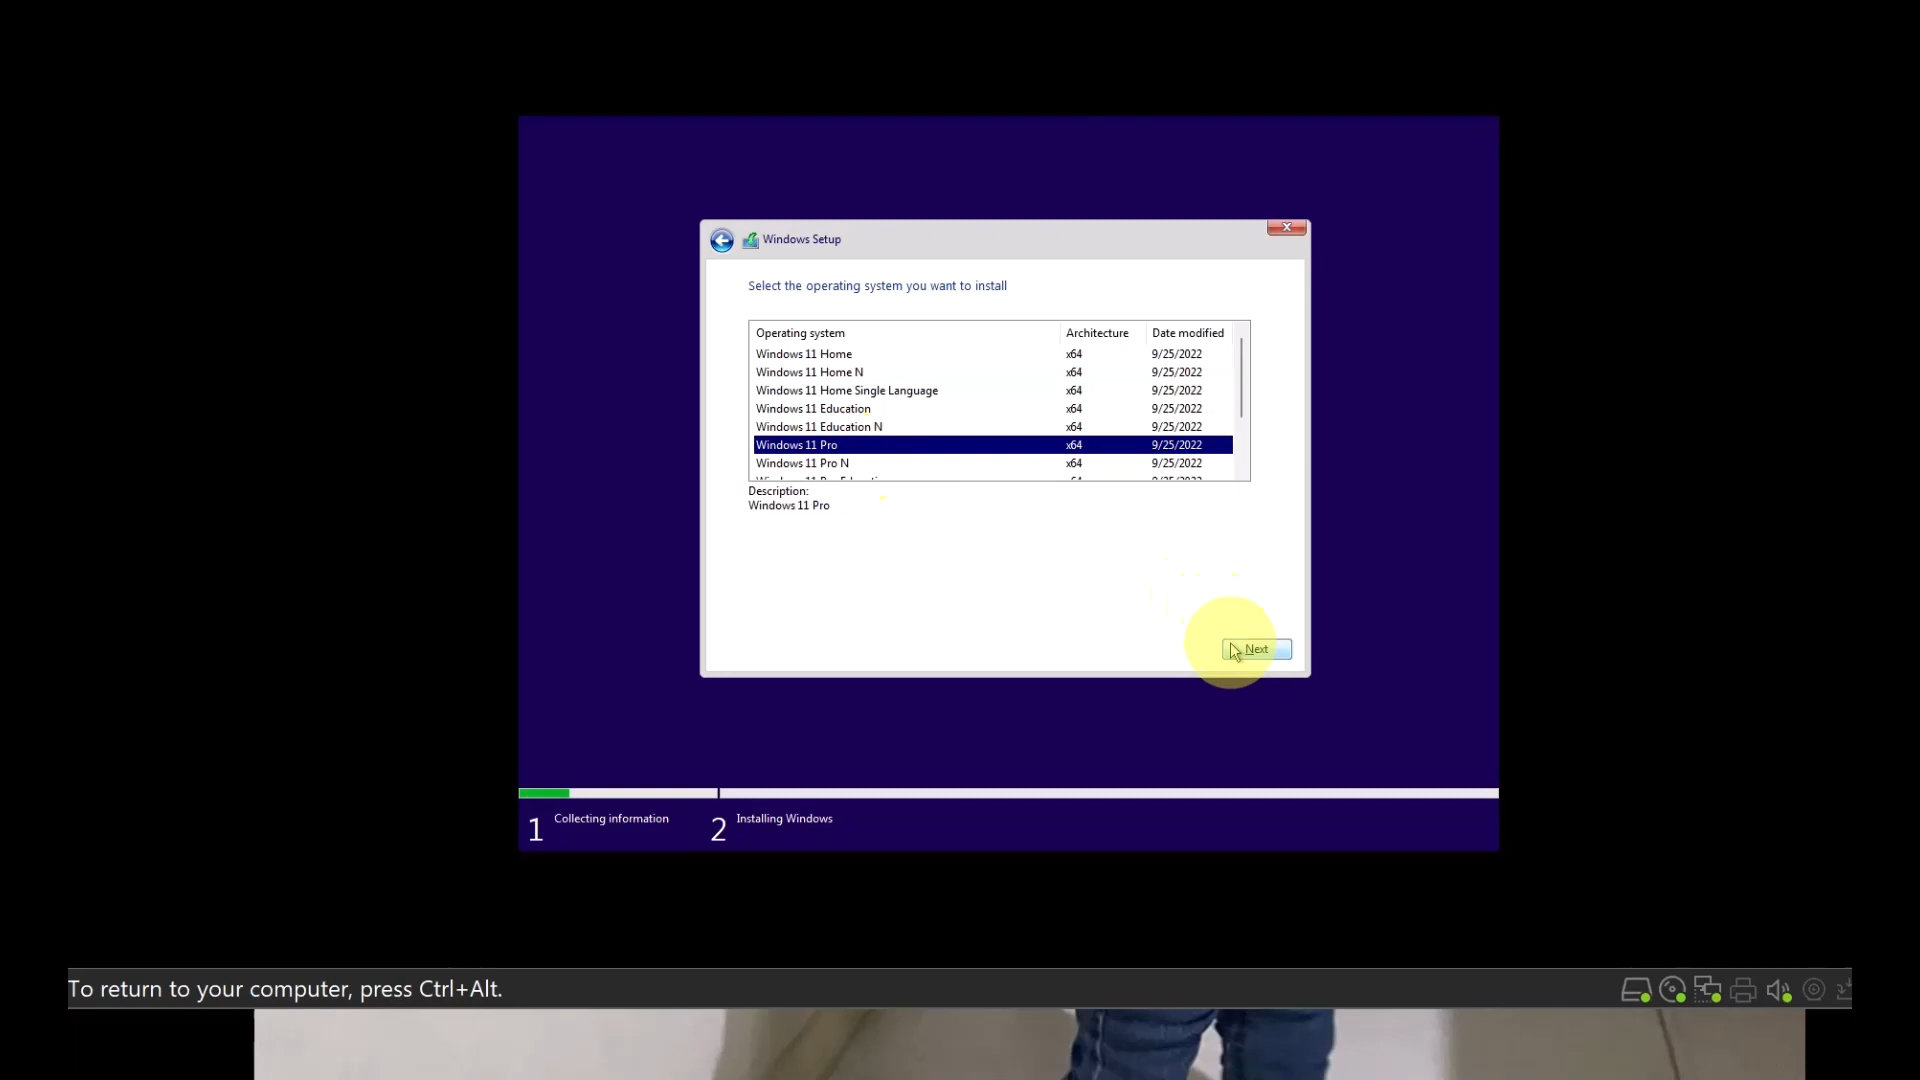 Windows Setup
Select the operating system you want to install
Operating system Architecture Date modified
Windows 11 Home x64 9/25/2022
Windows 11 Home N x64 9/25/2022
Windows 11 Home Single Language x64 9/25/2022
Windows 11 Education x64 9/25/2022
Windows 11 Education N x64 9/25/2022
Windows 11 Pro x64 9/25/2022
Windows 11 Pro N x64 9/25/2022
Description:
Windows 11 Pro
Next
1 Collecting information 2 Installing Windows
To return to your computer, press Ctrl+Alt.